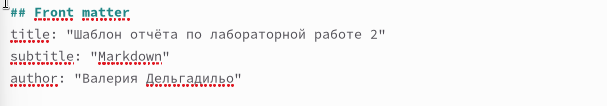 ## Front matter
title: "Шаблон отчёта по лабораторной работе 2"
subtitle: "Markdown"
author: "Валерия Дельгадильо"